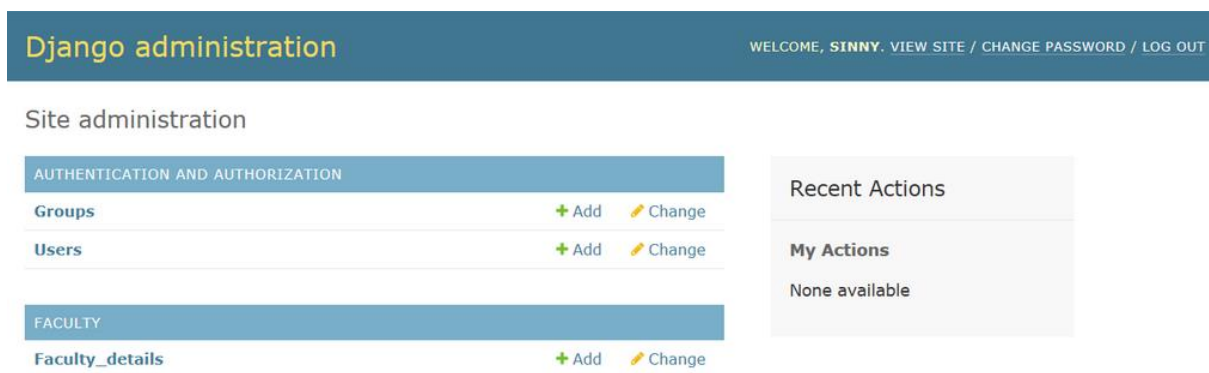 Django administration
WELCOME, SINNY. VIEW SITE / CHANGE PASSWORD / LOG OUT
Site administration
AUTHENTICATION AND AUTHORIZATION
Groups Add Change
Users Add Change
FACULTY
Faculty_details Add Change
Recent Actions
My Actions
None available